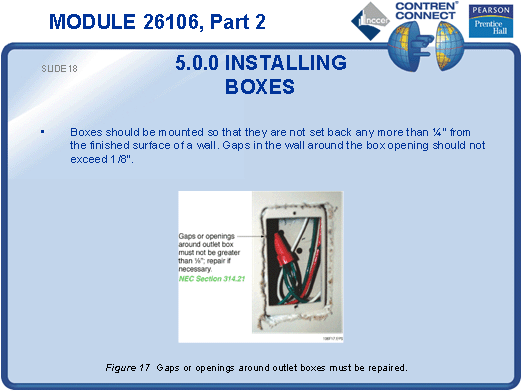 MODULE 26106, Part 2
nccer
CONTREN®
CONNECT
PEARSON
Prentice
Hall
SLIDE 18
5.0.0 INSTALLING
BOXES
• Boxes should be mounted so that they are not set back any more than ¼" from
the finished surface of a wall. Gaps in the wall around the box opening should not
exceed 1/8".
Gaps or openings
around outlet box
must not be greater
than ⅛"; repair if
necessary.
NEC Section 314.21
Figure 17 Gaps or openings around outlet boxes must be repaired.